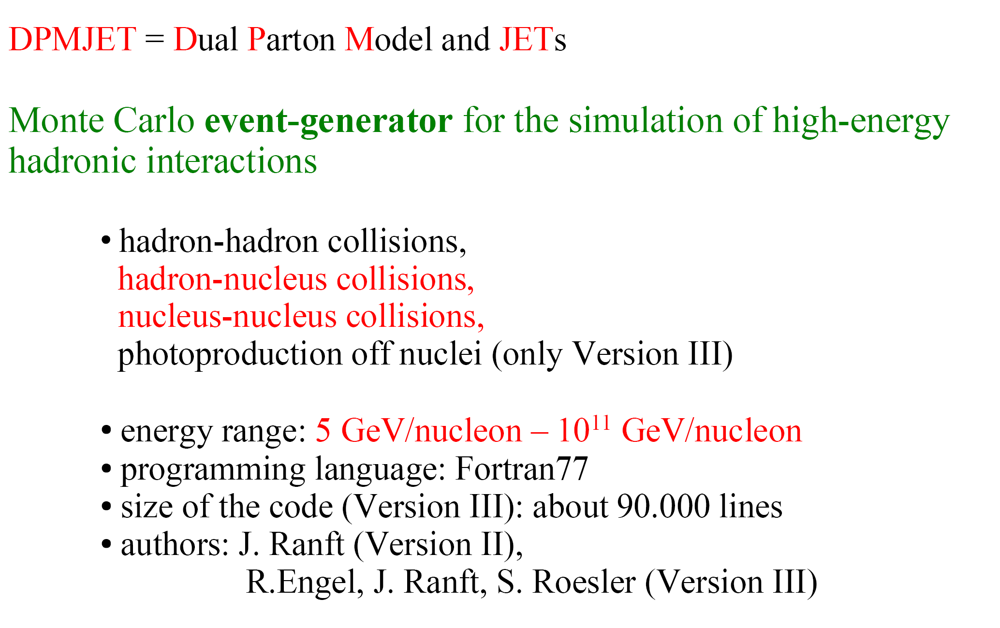 DPMJET = Dual Parton Model and JETs
Monte Carlo event-generator for the simulation of high-energy
hadronic interactions
• hadron-hadron collisions,
hadron-nucleus collisions,
nucleus-nucleus collisions,
photoproduction off nuclei (only Version III)
• energy range: 5 GeV/nucleon – 10¹¹ GeV/nucleon
• programming language: Fortran77
• size of the code (Version III): about 90.000 lines
• authors: J. Ranft (Version II),
R.Engel, J. Ranft, S. Roesler (Version III)